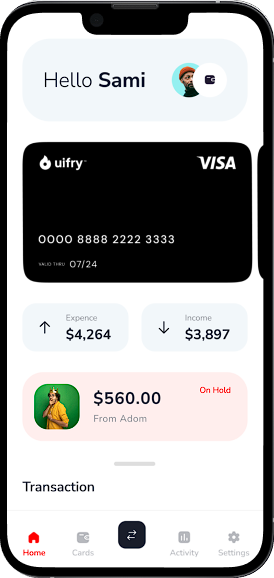 Hello Sami
uifry™
VISA
0000 8888 2222 3333
VALID THRU 07/24
Expence
$4,264
Income
$3,897
$560.00
On Hold
From Adom
Transaction
Home
Cards
Activity
Settings